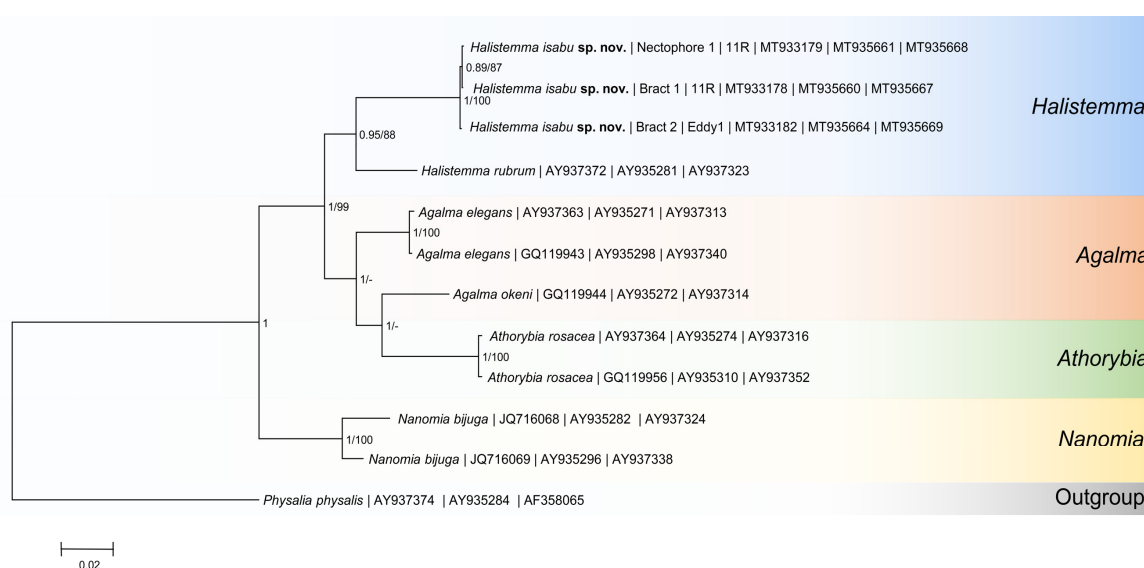 Halistemma isabu sp. nov. | Nectophore 1 | 11R | MT933179 | MT935661 | MT935668
0.89/87
Halistemma isabu sp. nov. | Bract 1 | 11R | MT933178 | MT935660 | MT935667
1/100
Halistemma
Halistemma isabu sp. nov. | Bract 2 | Eddy1 | MT933182 | MT935664 | MT935669
0.95/88
Halistemma rubrum | AY937372 | AY935281 | AY937323
1/99
Agalma elegans | AY937363 | AY935271 | AY937313
1/100
Agalma elegans | GQ119943 | AY935298 | AY937340
Agalma
1/-
Agalma okeni | GQ119944 | AY935272 | AY937314
1
1/-
Athorybia rosacea | AY937364 | AY935274 | AY937316
1/100
Athorybia
Athorybia rosacea | GQ119956 | AY935310 | AY937352
Nanomia bijuga | JQ716068 | AY935282 | AY937324
1/100
Nanomia
Nanomia bijuga | JQ716069 | AY935296 | AY937338
Physalia physalis | AY937374 | AY935284 | AF358065
Outgroup
0.02